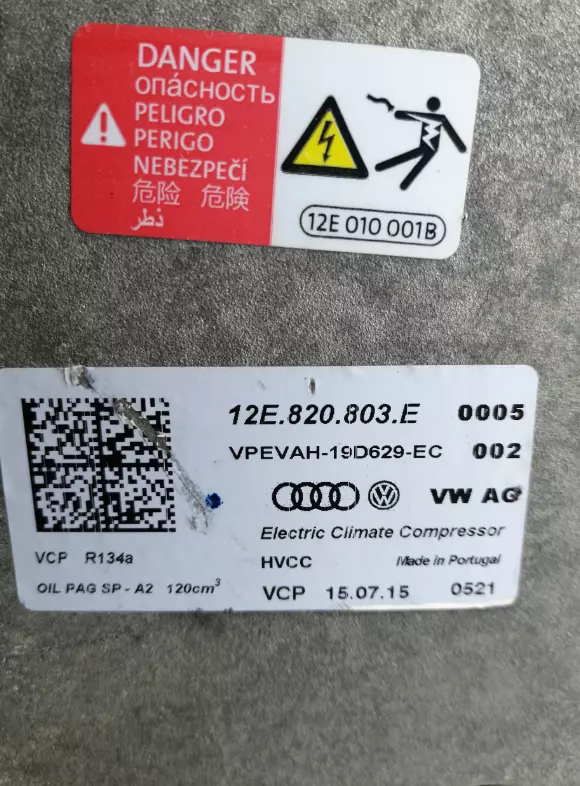 DANGER
опа́сность
PELIGRO
PERIGO
NEBEZPEČÍ
危险 危険
خطر
12E 010 001B
12E.820.803.E 0005
VPEVAH-19D629-EC 002
VW AG
Electric Climate Compressor
VCP R134a
HVCC Made in Portugal
OIL PAG SP - A2 120cm³
VCP 15.07.15 0521